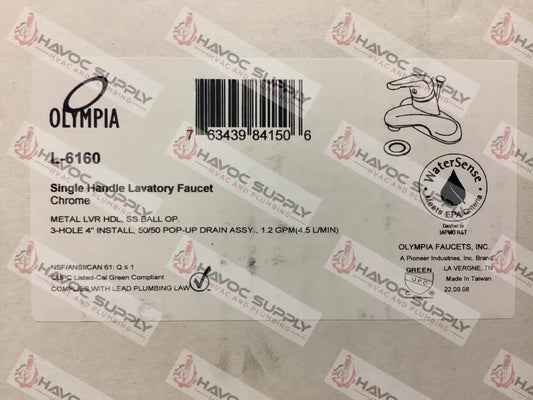 OLYMPIA
7 63439 84150 6
L-6160
Single Handle Lavatory Faucet
Chrome
METAL LVR HDL, SS BALL OP.
3-HOLE 4" INSTALL, 50/50 POP-UP DRAIN ASSY., 1.2 GPM(4.5 L/MIN)
NSF/ANSI/CAN 61: Q ≤ 1
CUPC Listed-Cal Green Compliant
COMPLIES WITH LEAD PLUMBING LAW
WaterSense
Meets EPA Criteria
Certified by
IAPMO R&T
OLYMPIA FAUCETS, INC.
A Pioneer Industries, Inc. Brand
LA VERGNE, TN
Made In Taiwan
22.09.08
GREEN
UPC
C
HAVOC SUPPLY
HVAC AND PLUMBING